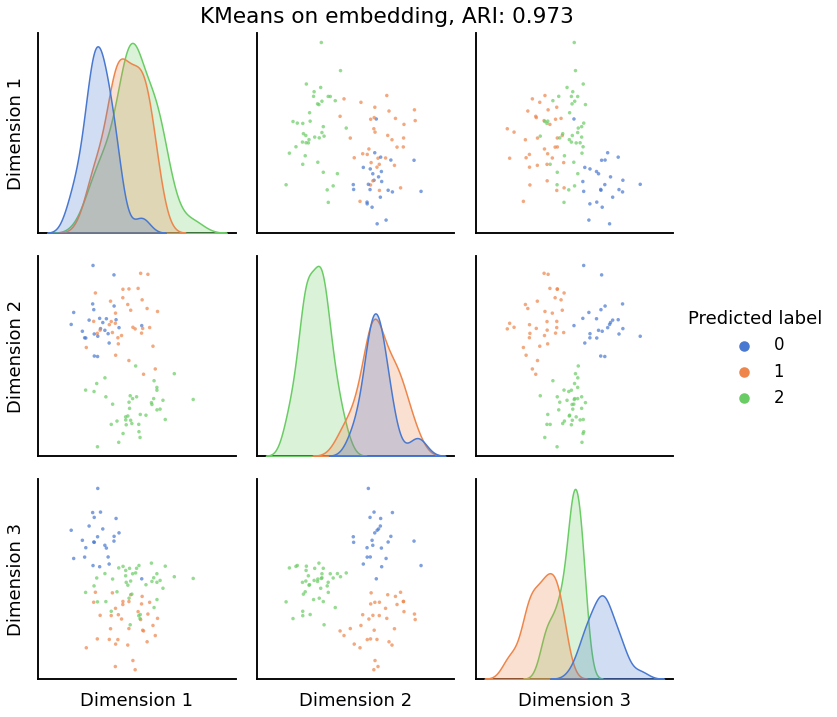 KMeans on embedding, ARI: 0.973
Dimension 1
Dimension 2
Dimension 3
Predicted label
0
1
2
Dimension 1
Dimension 2
Dimension 3